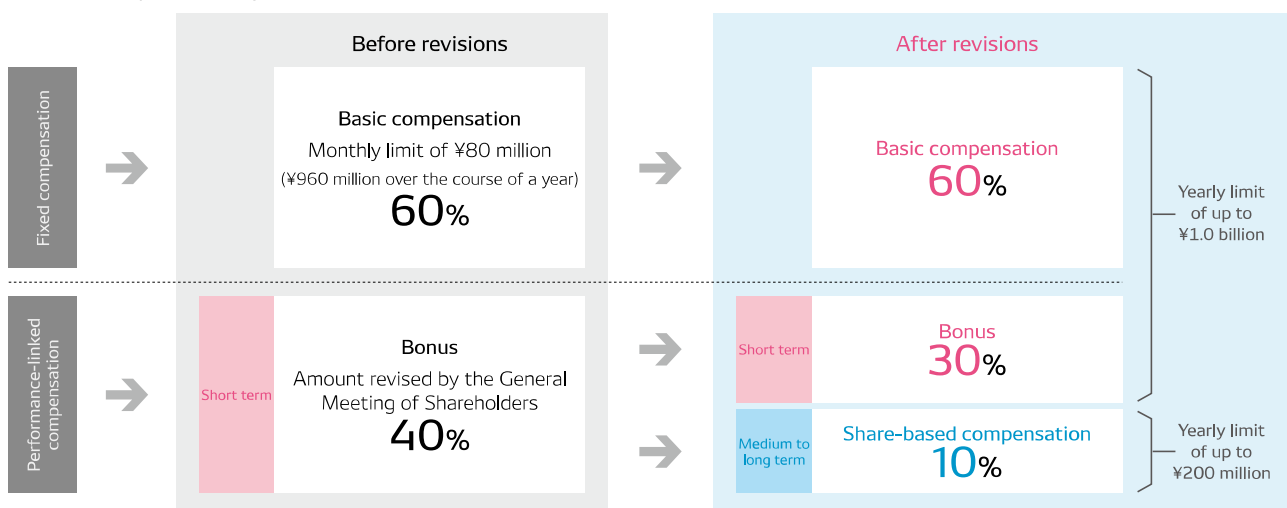 Before revisions
After revisions
Fixed compensation
Basic compensation
Monthly limit of ¥80 million
(¥960 million over the course of a year)
60%
Basic compensation
60%
Yearly limit
of up to
¥1.0 billion
Performance-linked
compensation
Short term
Bonus
Amount revised by the General
Meeting of Shareholders
40%
Short term
Bonus
30%
Medium to
long term
Share-based compensation
10%
Yearly limit
of up to
¥200 million